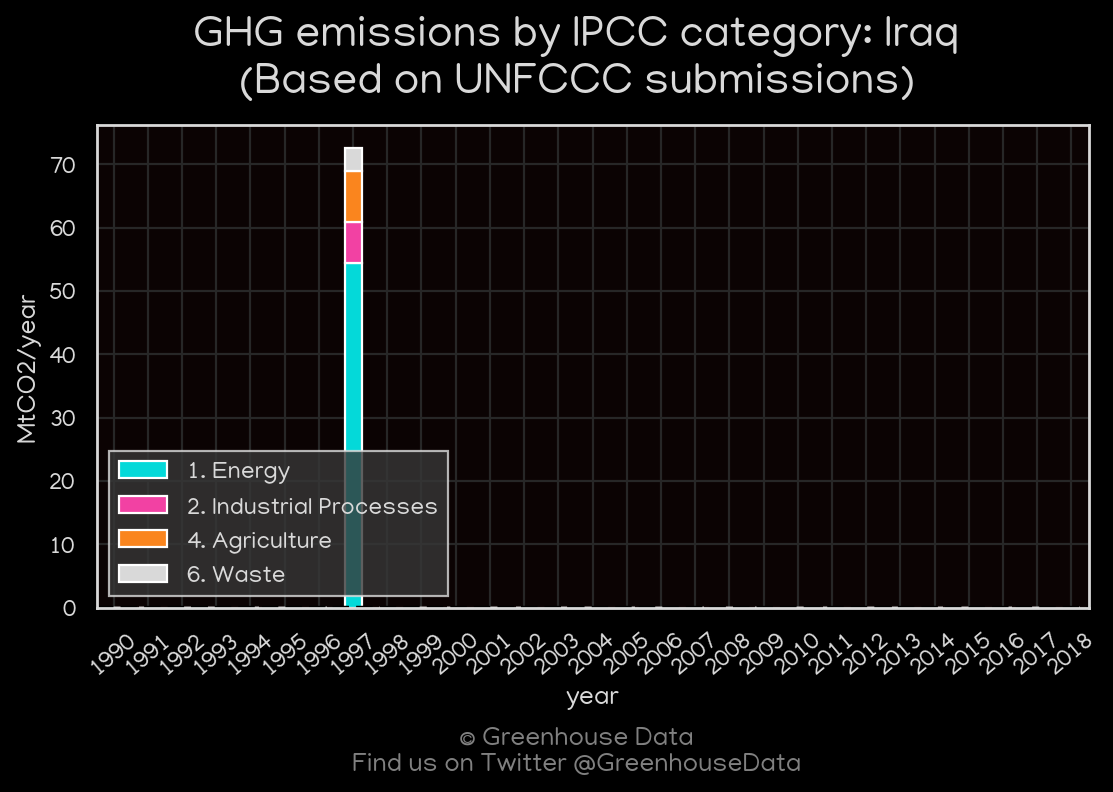 GHG emissions by IPCC category: Iraq
(Based on UNFCCC submissions)
MtCO2/year
70
60
50
40
30
20
10
0
1. Energy
2. Industrial Processes
4. Agriculture
6. Waste
1990 1991 1992 1993 1994 1995 1996 1997 1998 1999 2000 2001 2002 2003 2004 2005 2006 2007 2008 2009 2010 2011 2012 2013 2014 2015 2016 2017 2018
year
© Greenhouse Data
Find us on Twitter @GreenhouseData